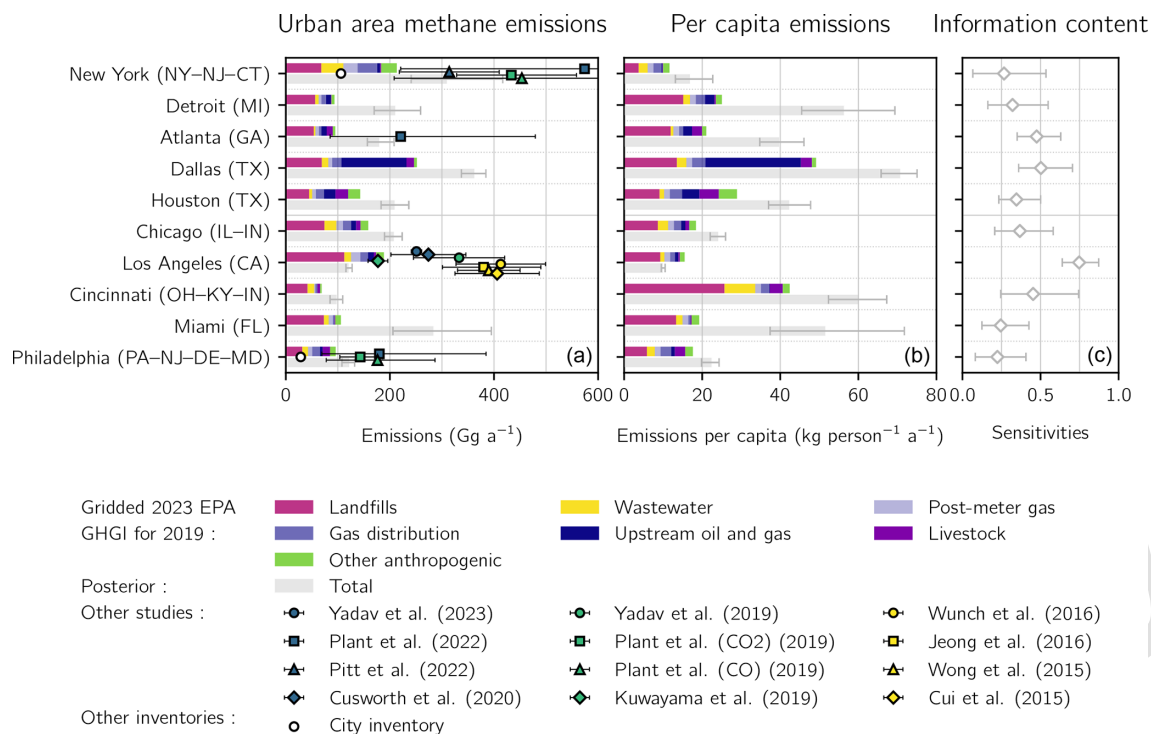 Urban area methane emissions
Per capita emissions
Information content
New York (NY–NJ–CT)
Detroit (MI)
Atlanta (GA)
Dallas (TX)
Houston (TX)
Chicago (IL–IN)
Los Angeles (CA)
Cincinnati (OH–KY–IN)
Miami (FL)
Philadelphia (PA–NJ–DE–MD)
(a)
(b)
(c)
0 200 400 600
0 20 40 60 80
0.0 0.5 1.0
Emissions (Gg a⁻¹)
Emissions per capita (kg person⁻¹ a⁻¹)
Sensitivities
Gridded 2023 EPA Landfills Wastewater Post-meter gas
GHGI for 2019 : Gas distribution Upstream oil and gas Livestock
Other anthropogenic
Posterior : Total
Other studies : Yadav et al. (2023) Yadav et al. (2019) Wunch et al. (2016)
Plant et al. (2022) Plant et al. (CO2) (2019) Jeong et al. (2016)
Pitt et al. (2022) Plant et al. (CO) (2019) Wong et al. (2015)
Cusworth et al. (2020) Kuwayama et al. (2019) Cui et al. (2015)
Other inventories : City inventory